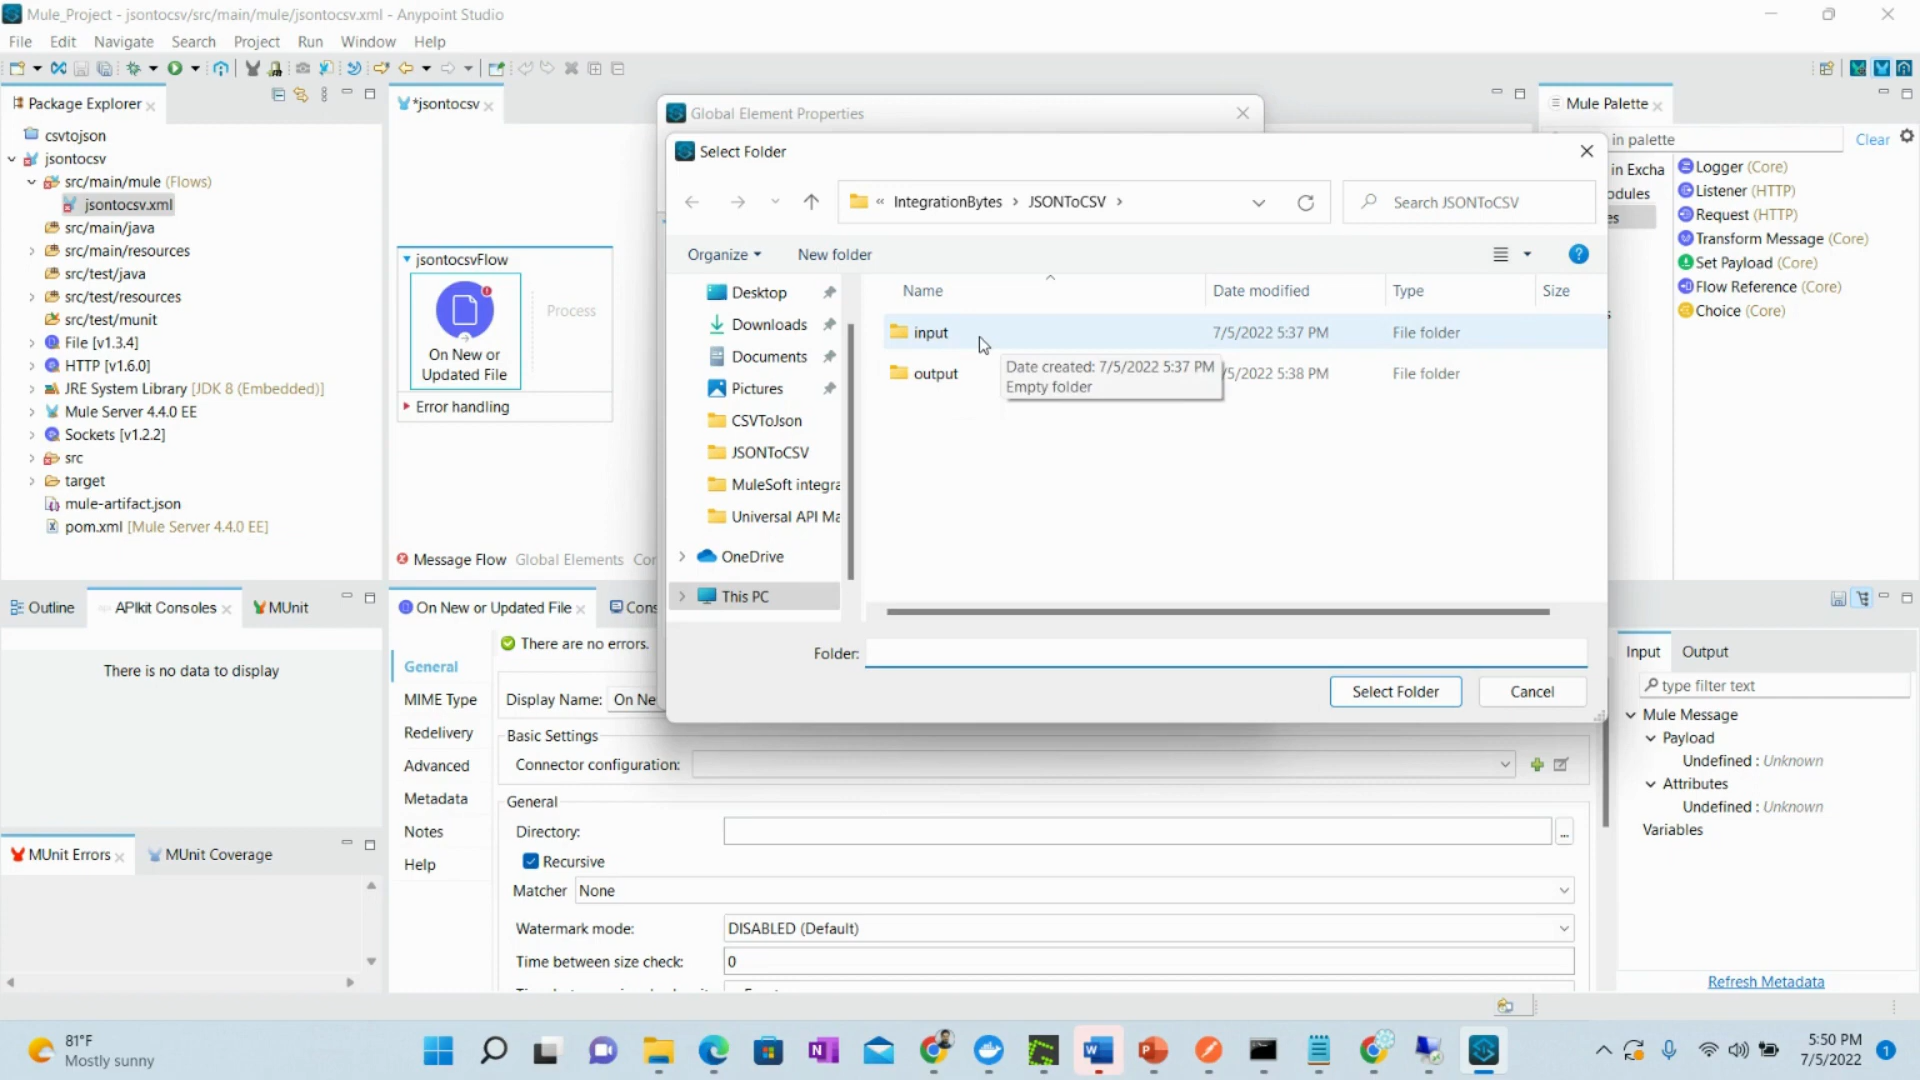 Mule_Project - jsontocsv/src/main/mule/jsontocsv.xml - Anypoint Studio
File Edit Navigate Search Project Run Window Help
Package Explorer
csvtojson
jsontocsv
src/main/mule (Flows)
jsontocsv.xml
src/main/java
src/main/resources
src/test/java
src/test/resources
src/test/munit
File [v1.3.4]
HTTP [v1.6.0]
JRE System Library [JDK 8 (Embedded)]
Mule Server 4.4.0 EE
Sockets [v1.2.2]
src
target
mule-artifact.json
pom.xml [Mule Server 4.4.0 EE]
*jsontocsv
jsontocsvFlow
On New or
Updated File
Process
Error handling
Message Flow Global Elements
Global Element Properties
Select Folder
« IntegrationBytes › JSONToCSV ›
Search JSONToCSV
Organize
New folder
Desktop
Downloads
Documents
Pictures
CSVToJson
JSONToCSV
MuleSoft integra
Universal API Ma
OneDrive
This PC
Name Date modified Type Size
input 7/5/2022 5:37 PM File folder
output /5/2022 5:38 PM File folder
Date created: 7/5/2022 5:37 PM
Empty folder
Folder:
Select Folder
Cancel
Mule Palette
in palette
Clear
in Excha
odules
es
Logger (Core)
Listener (HTTP)
Request (HTTP)
Transform Message (Core)
Set Payload (Core)
Flow Reference (Core)
Choice (Core)
Outline APIkit Consoles MUnit
There is no data to display
MUnit Errors MUnit Coverage
On New or Updated File
Cons
There are no errors.
General
MIME Type
Redelivery
Advanced
Metadata
Notes
Help
Display Name: On Ne
Basic Settings
Connector configuration:
General
Directory:
...
Recursive
Matcher None
Watermark mode: DISABLED (Default)
Time between size check: 0
Input Output
type filter text
Mule Message
Payload
Undefined : Unknown
Attributes
Undefined : Unknown
Variables
Refresh Metadata
81°F
Mostly sunny
5:50 PM
7/5/2022
1